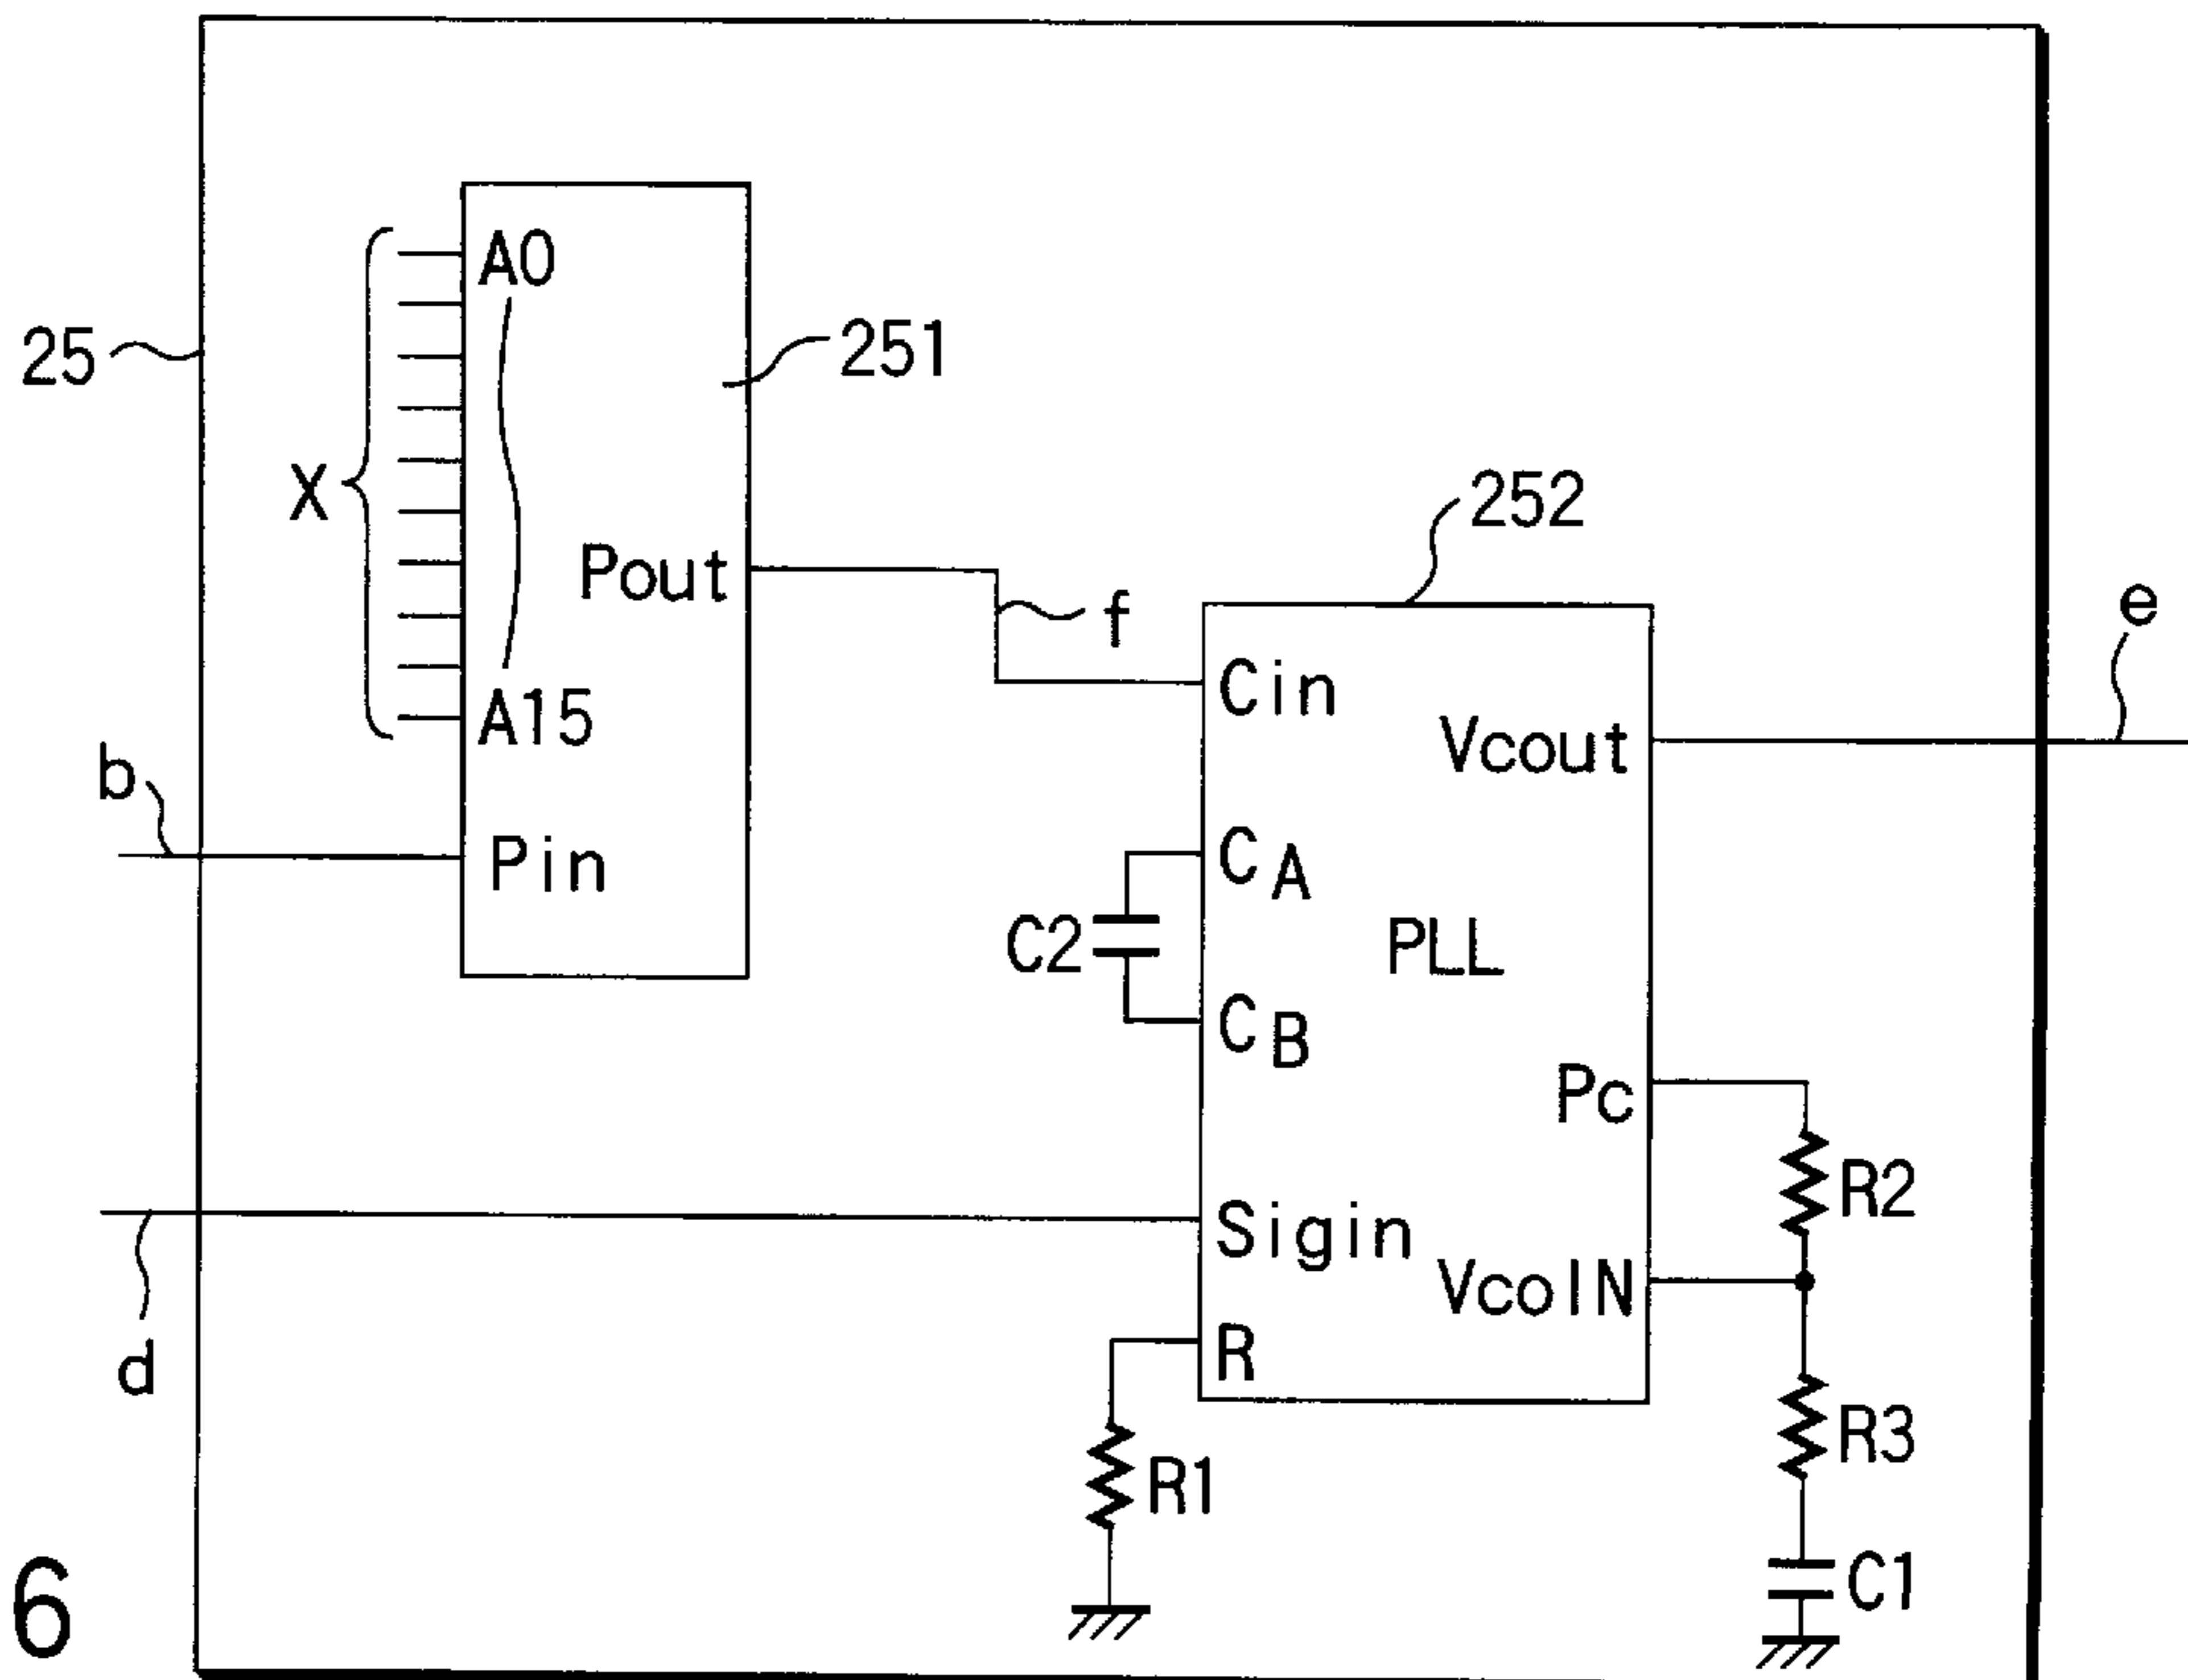 A0
25
251
X
252
Pout
e
f
Cin
A15
Vcout
b
Pin
CA
C2
PLL
CB
Pc
R2
Sigin
VcoIN
d
R
R3
R1
C1
6